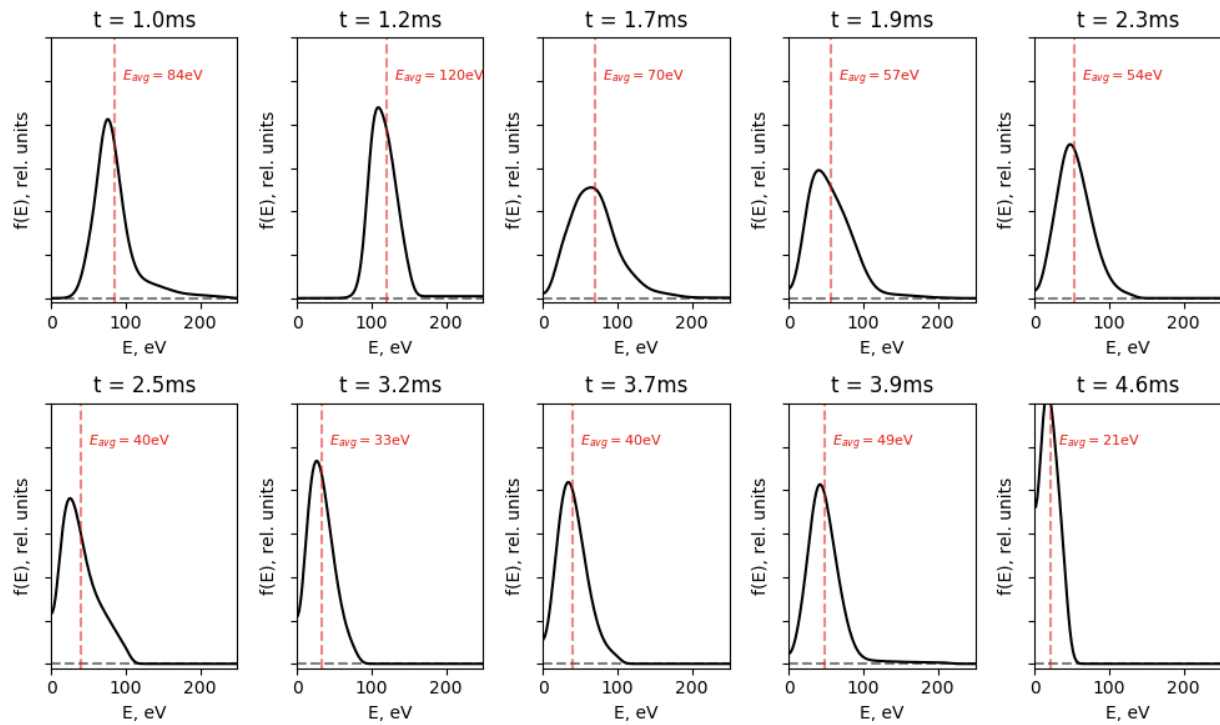 t = 1.0ms
t = 1.2ms
t = 1.7ms
t = 1.9ms
t = 2.3ms
E_avg = 84eV
E_avg = 120eV
E_avg = 70eV
E_avg = 57eV
E_avg = 54eV
f(E), rel. units
f(E), rel. units
f(E), rel. units
f(E), rel. units
f(E), rel. units
0 100 200
0 100 200
0 100 200
0 100 200
0 100 200
E, eV
E, eV
E, eV
E, eV
E, eV
t = 2.5ms
t = 3.2ms
t = 3.7ms
t = 3.9ms
t = 4.6ms
E_avg = 40eV
E_avg = 33eV
E_avg = 40eV
E_avg = 49eV
E_avg = 21eV
f(E), rel. units
f(E), rel. units
f(E), rel. units
f(E), rel. units
f(E), rel. units
0 100 200
0 100 200
0 100 200
0 100 200
0 100 200
E, eV
E, eV
E, eV
E, eV
E, eV